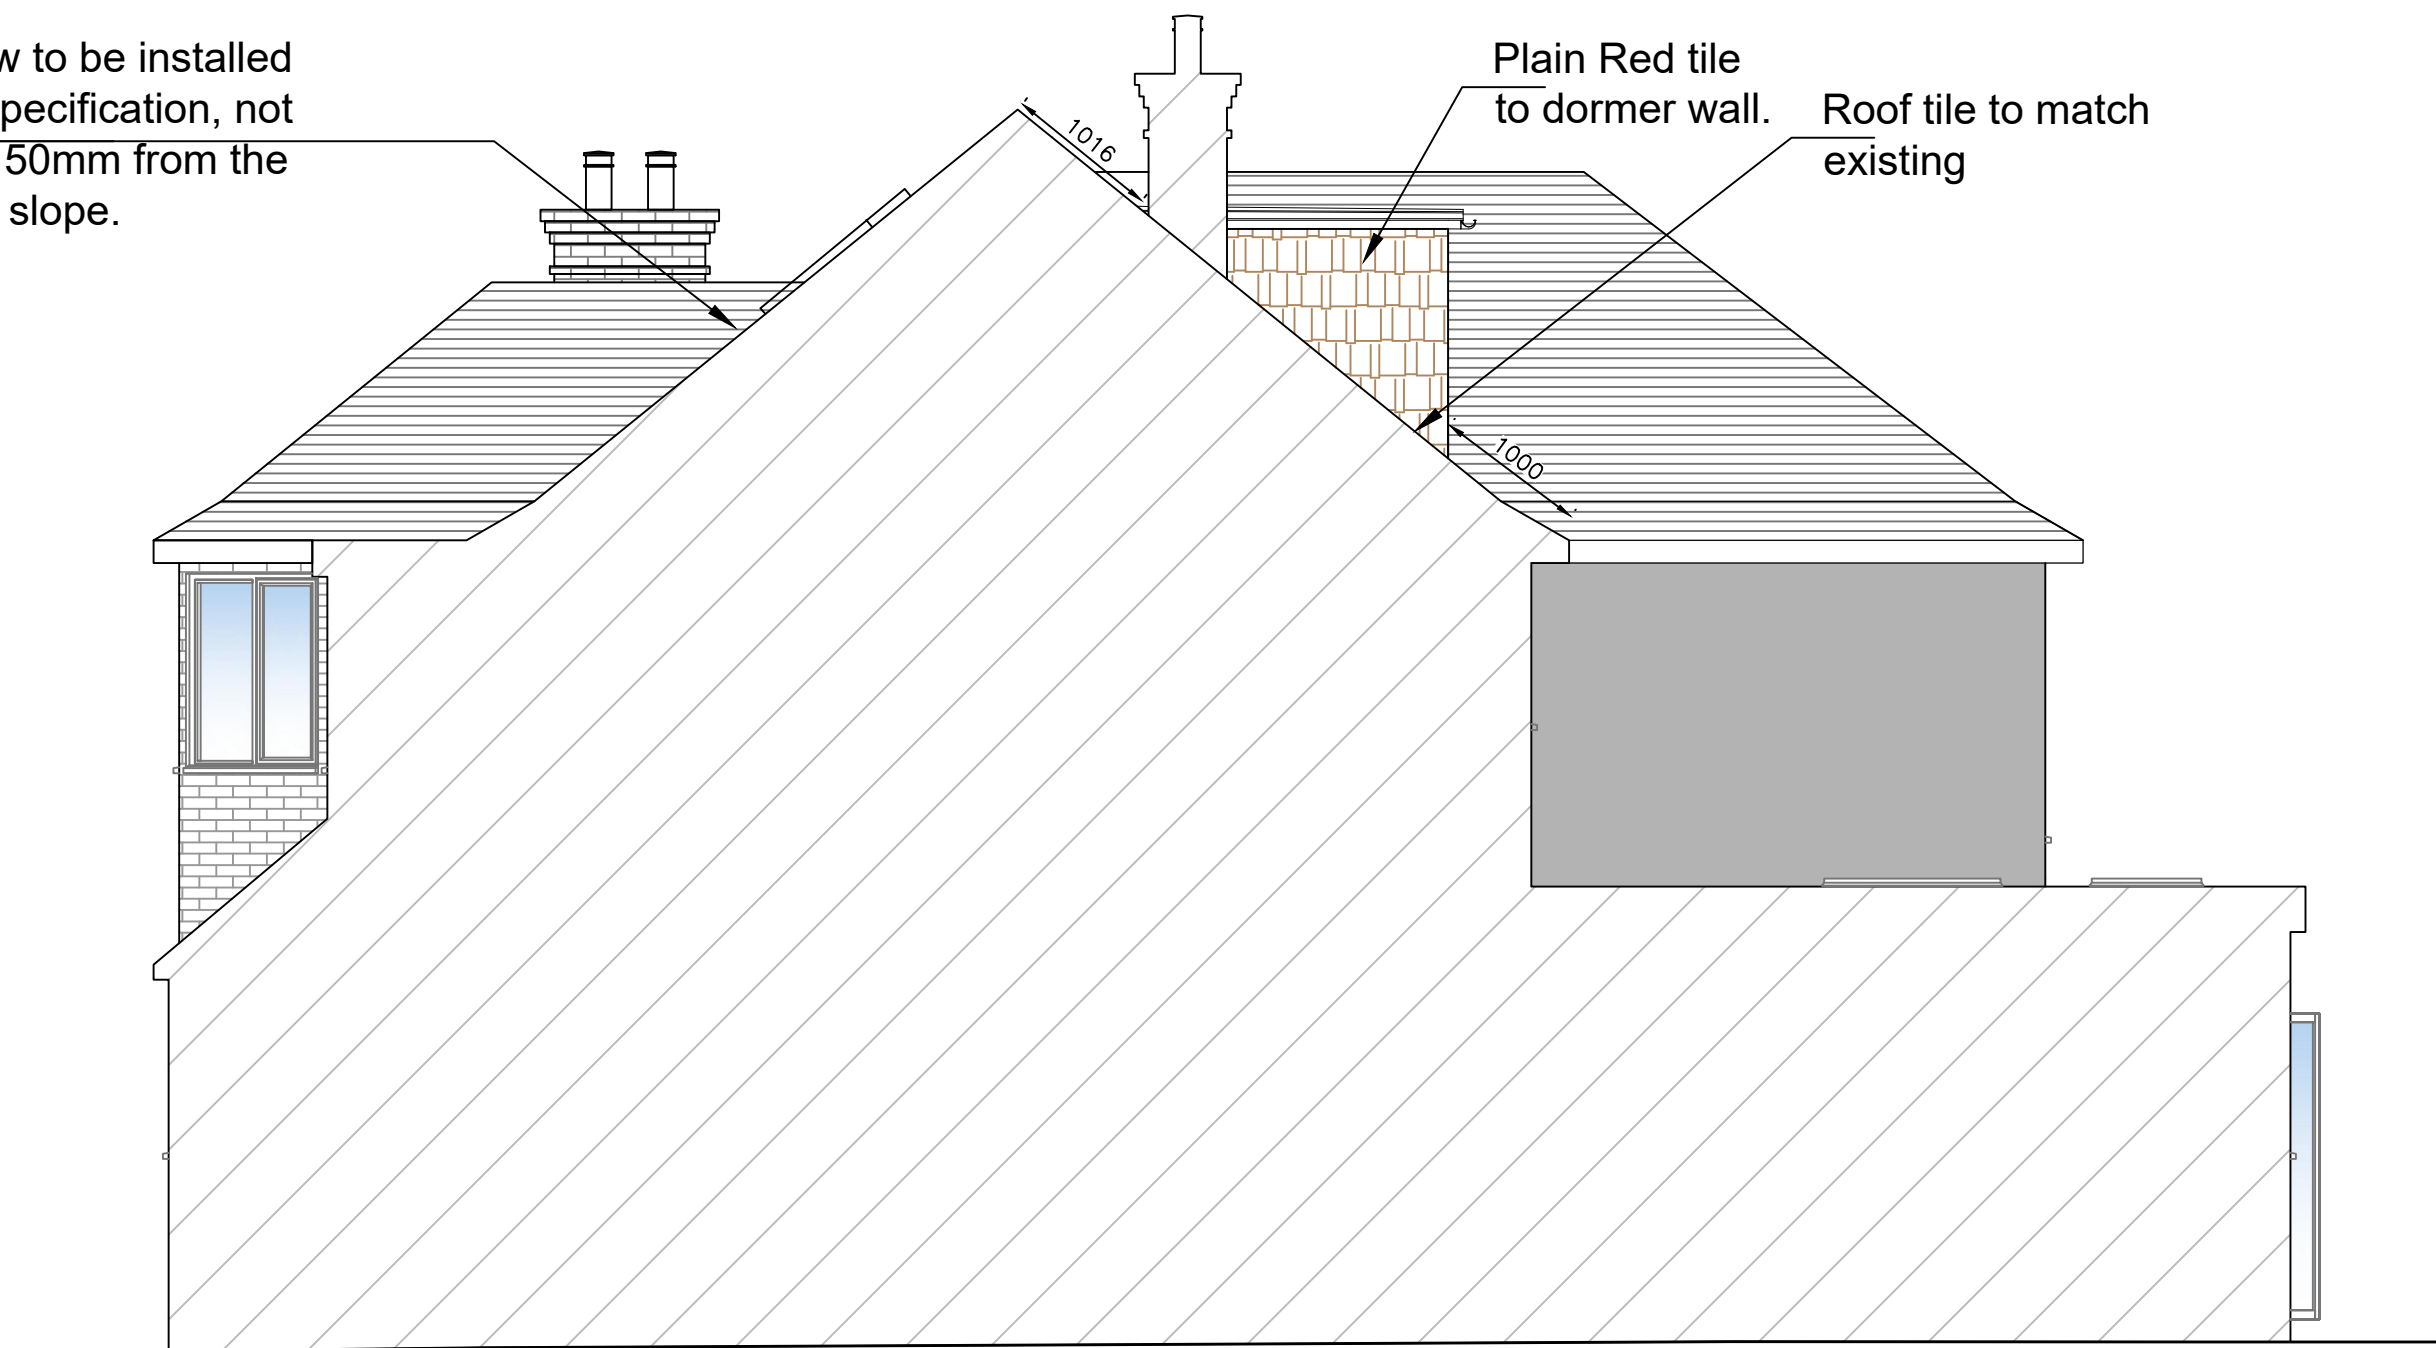 w to be installed
pecification, not
50mm from the
slope.
1016
Plain Red tile
to dormer wall.
Roof tile to match
existing
1000